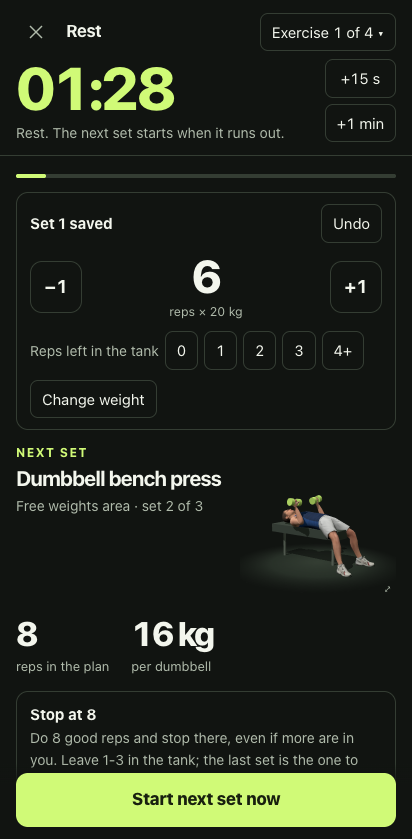 Rest
Exercise 1 of 4 ▾
01:28
+15 s
Rest. The next set starts when it runs out.
+1 min
Set 1 saved
Undo
−1
6
+1
reps × 20 kg
Reps left in the tank
0
1
2
3
4+
Change weight
NEXT SET
Dumbbell bench press
Free weights area · set 2 of 3
8
16 kg
reps in the plan
per dumbbell
Stop at 8
Do 8 good reps and stop there, even if more are in
you. Leave 1-3 in the tank; the last set is the one to
Start next set now